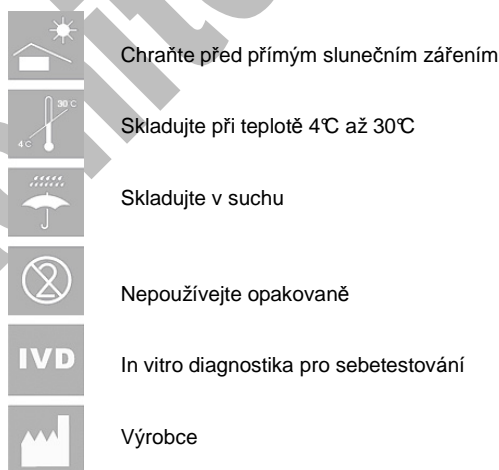 Chraňte před přímým slunečním zářením
30 C
4 C
Skladujte při teplotě 4°C až 30°C
Skladujte v suchu
2
Nepoužívejte opakovaně
IVD
In vitro diagnostika pro sebetestování
Výrobce